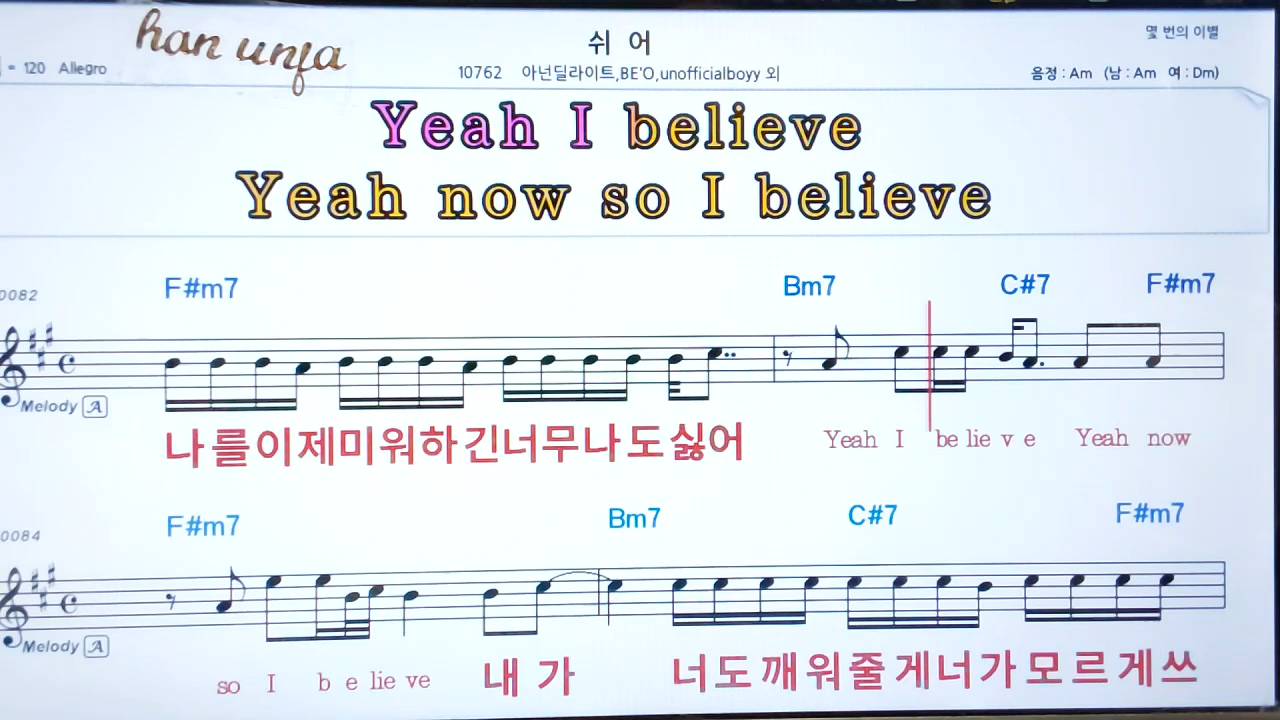 han unfa
쉬 어
몇 번의 이별
= 120 Allegro
10762 아넌딜라이트,BE'O,unofficialboyy 외
음정 : Am (남 : Am 여 : Dm)
Yeah I believe
Yeah now so I believe
0082 F#m7 Bm7 C#7 F#m7
Melody A
나 를 이 제 미 워 하 긴 너 무 나 도 싫 어 Yeah I be lie v e Yeah now
0084 F#m7 Bm7 C#7 F#m7
Melody A
so I b e lie ve 내 가 너 도 깨 워 줄 게 너 가 모 르 게 쓰